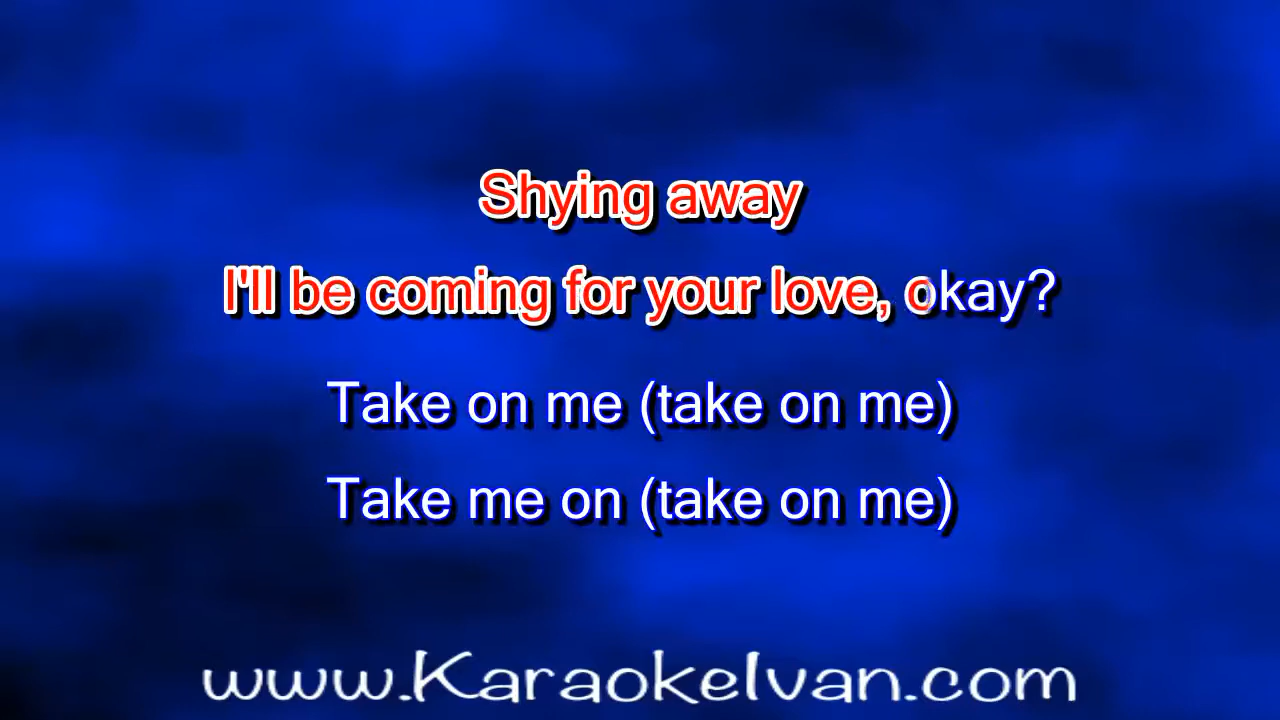 Shying away
I'll be coming for your love, okay?
Take on me (take on me)
Take me on (take on me)
www.KaraokeIvan.com